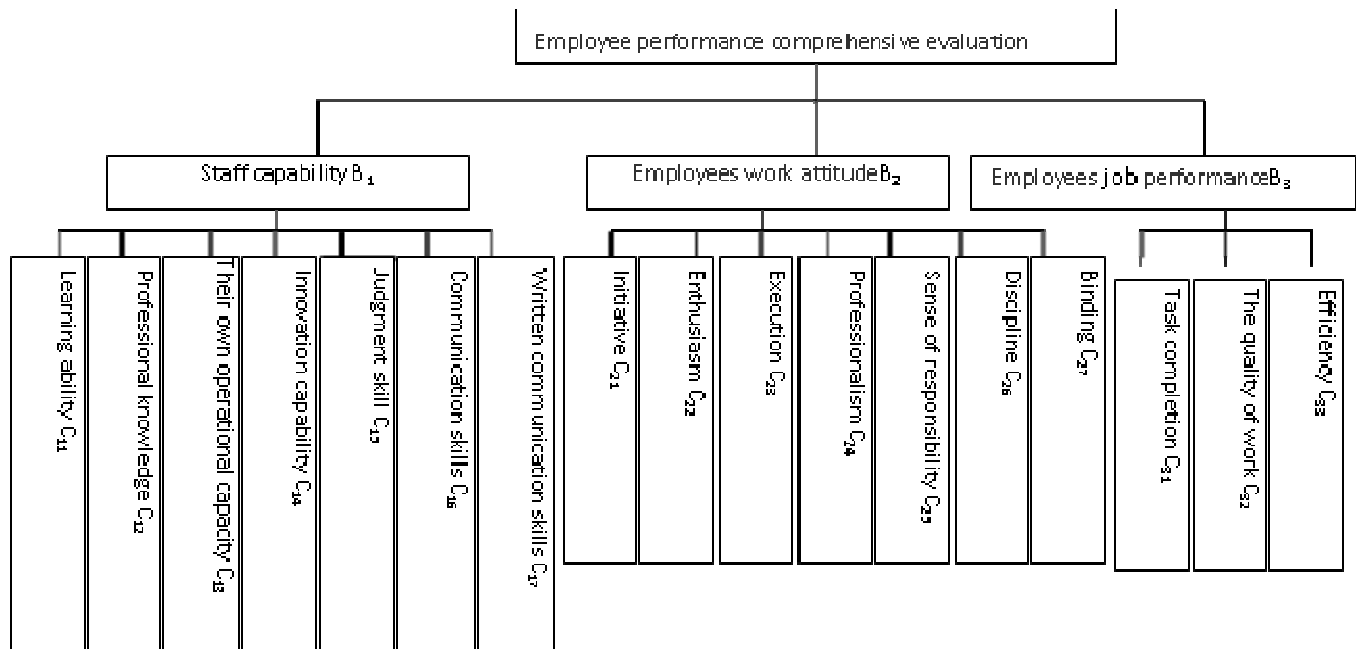 Employee performance comprehensive evaluation
Staff capability B₁
Employees work attitude B₂
Employees job performance B₃
Learning ability C₁₁
Professional knowledge C₁₂
Their own operational capacity C₁₃
Innovation capability C₁₄
Judgment skill C₁₅
Communication skills C₁₆
Written communication skills C₁₇
Initiative C₂₁
Enthusiasm C₂₂
Execution C₂₃
Professionalism C₂₄
Sense of responsibility C₂₅
Discipline C₂₆
Binding C₂₇
Task completion C₃₁
The quality of work C₃₂
Efficiency C₃₃